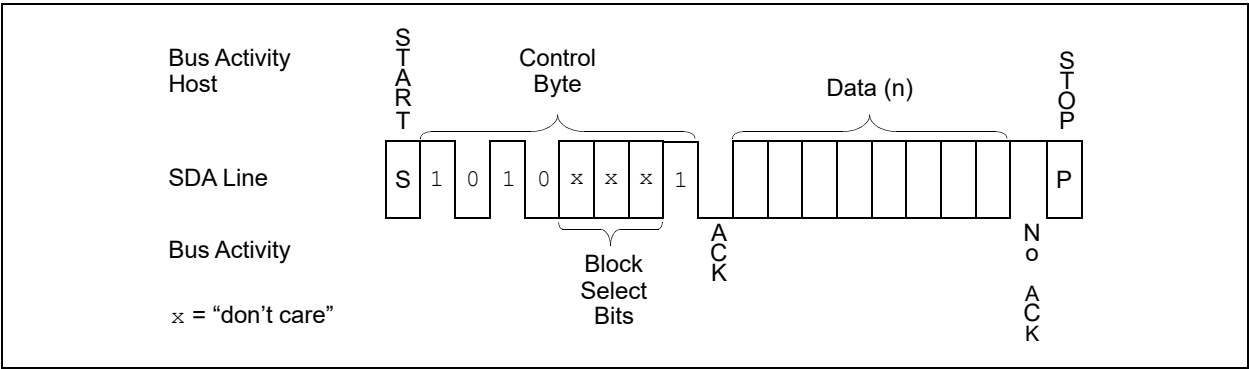 Bus Activity
Host
START
Control
Byte
Data (n)
STOP
SDA Line
S 1 0 1 0 x x x 1 P
Bus Activity
ACK
No ACK
Block
Select
Bits
x = “don’t care”